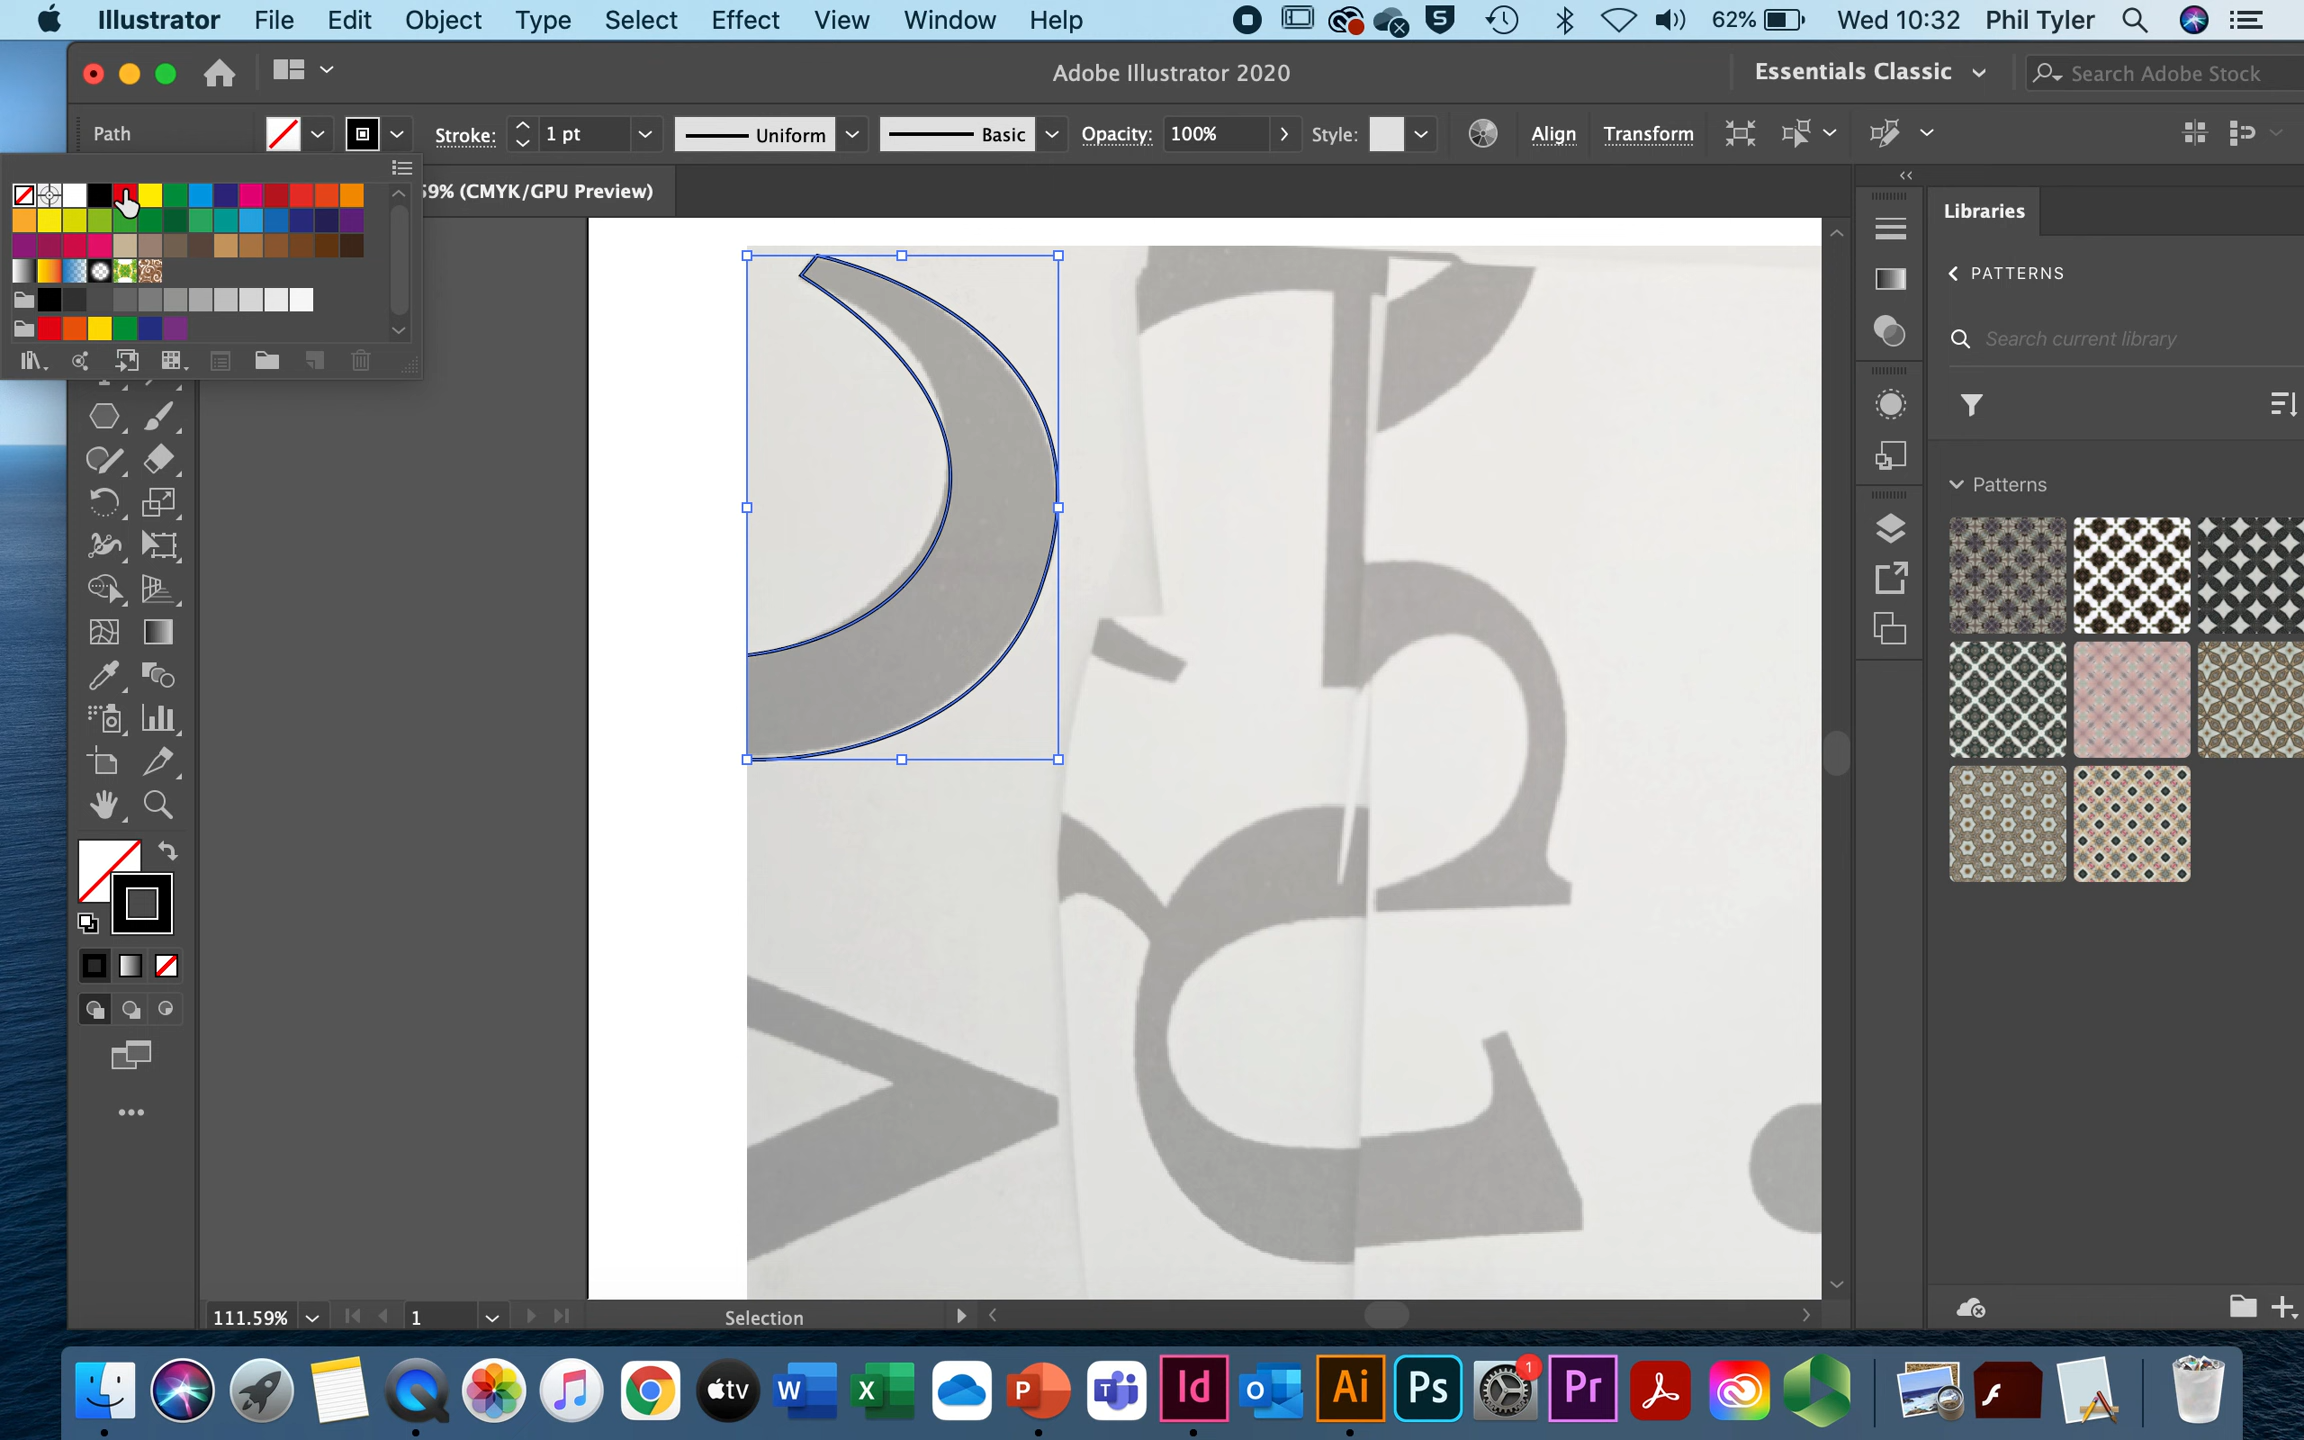 Illustrator File Edit Object Type Select Effect View Window Help 62% Wed 10:32 Phil Tyler
Adobe Illustrator 2020 Essentials Classic Search Adobe Stock
Path Stroke: 1 pt Uniform Basic Opacity: 100% Style: Align Transform
59% (CMYK/GPU Preview)
Libraries
PATTERNS
Search current library
Patterns
111.59% 1 Selection
tv W X P T Id O Ai Ps 1 Pr